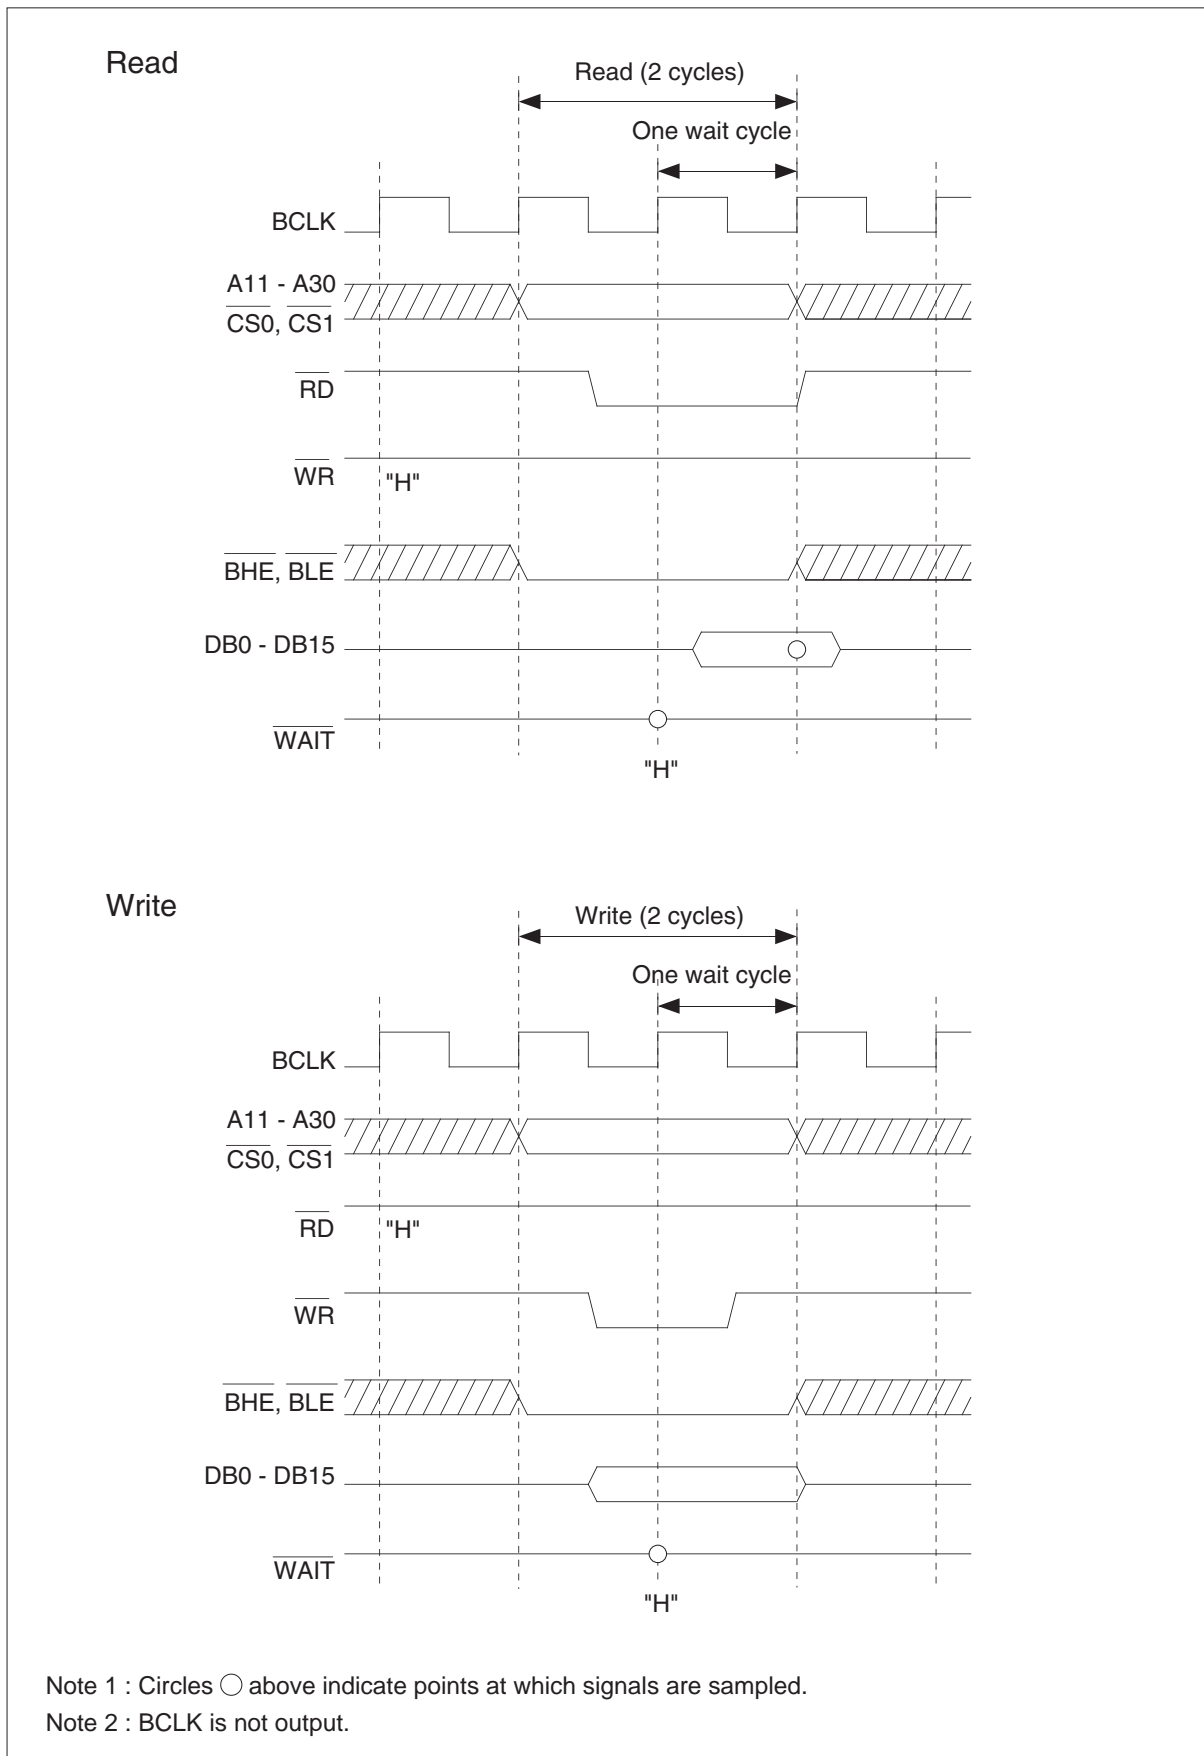 Read
Read (2 cycles)
One wait cycle
BCLK
A11 - A30
CS0, CS1
RD
WR
"H"
BHE, BLE
DB0 - DB15
WAIT
"H"
Write
Write (2 cycles)
One wait cycle
BCLK
A11 - A30
CS0, CS1
RD
"H"
WR
BHE, BLE
DB0 - DB15
WAIT
"H"
Note 1 : Circles ○ above indicate points at which signals are sampled.
Note 2 : BCLK is not output.